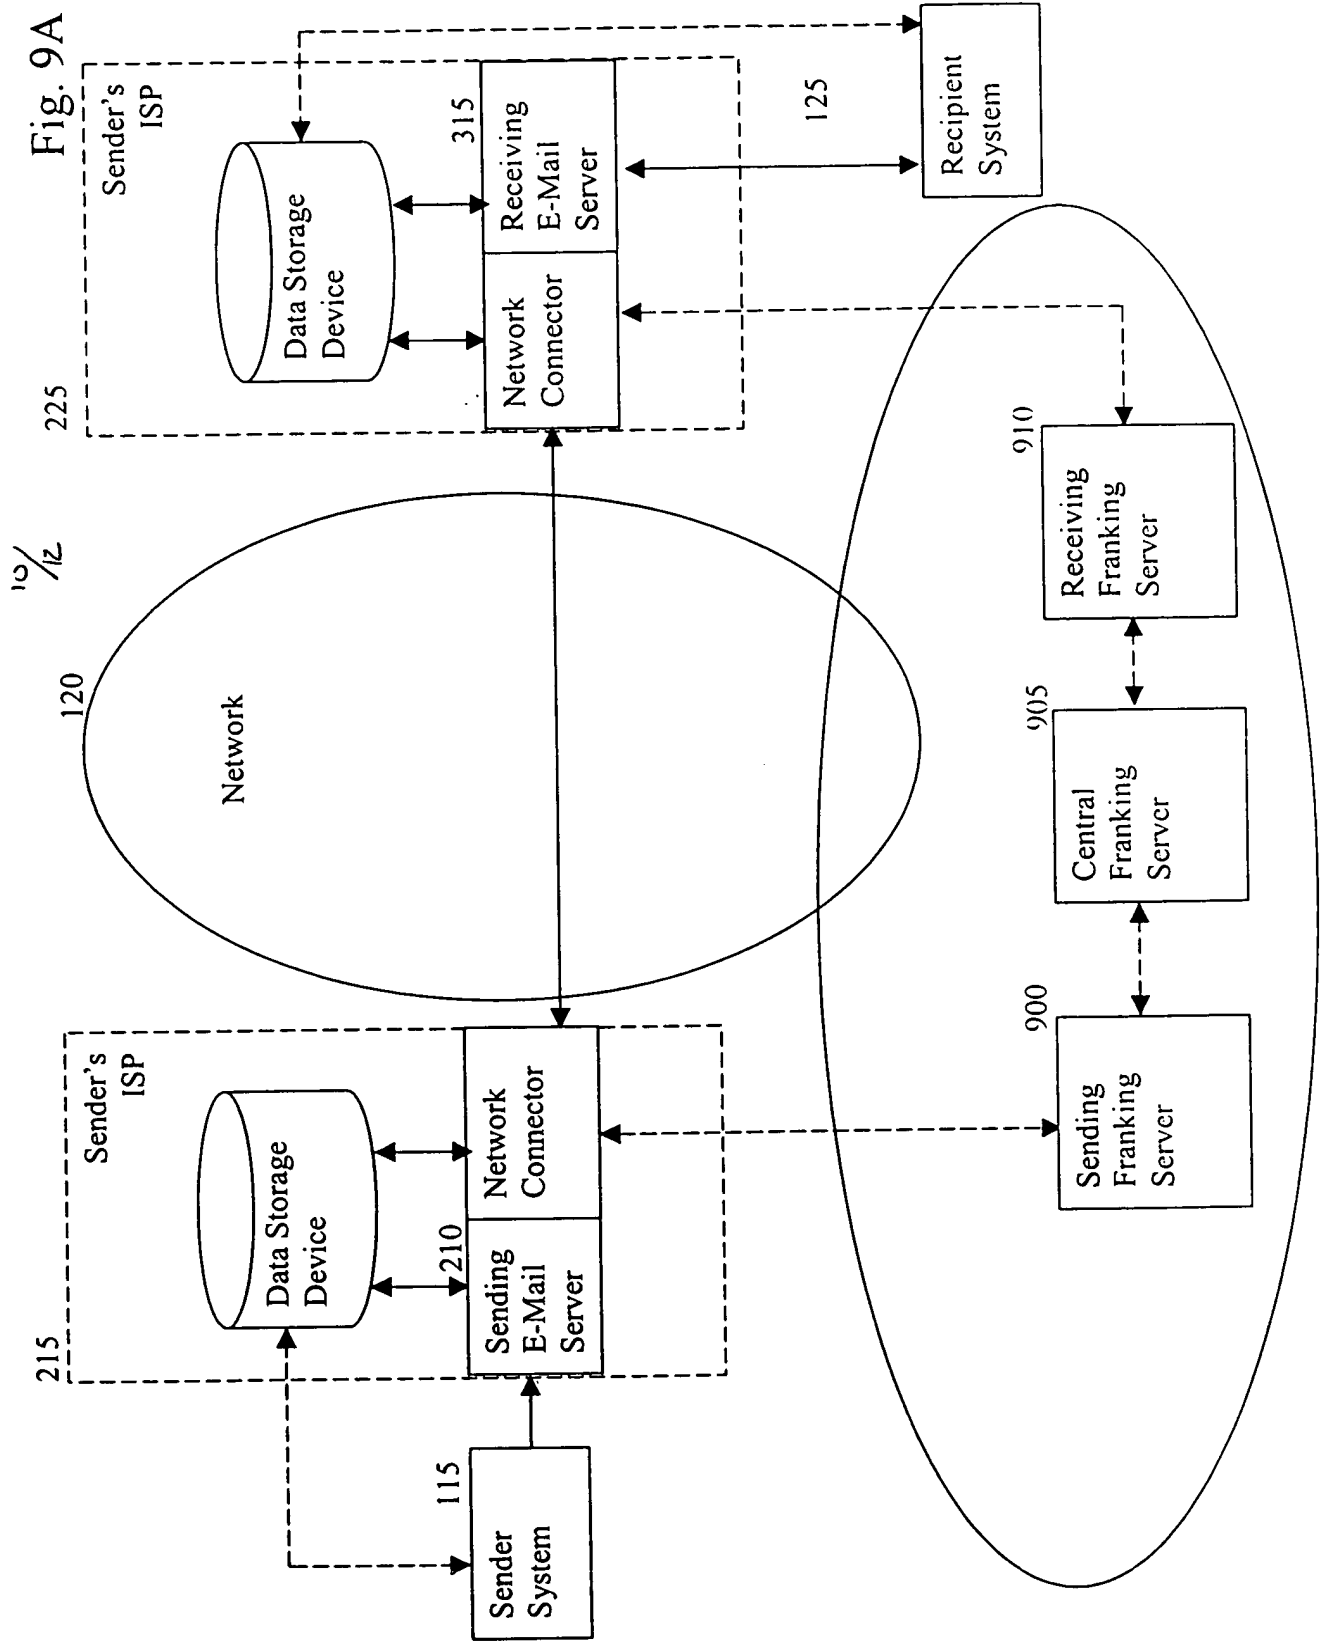 10/12
Fig. 9A
215
Sender's
ISP
Data Storage
Device
210
Sending
E-Mail
Server
Network
Connector
115
Sender
System
120
Network
225
Sender's
ISP
Data Storage
Device
315
Network
Connector
Receiving
E-Mail
Server
125
Recipient
System
900
Sending
Franking
Server
905
Central
Franking
Server
910
Receiving
Franking
Server